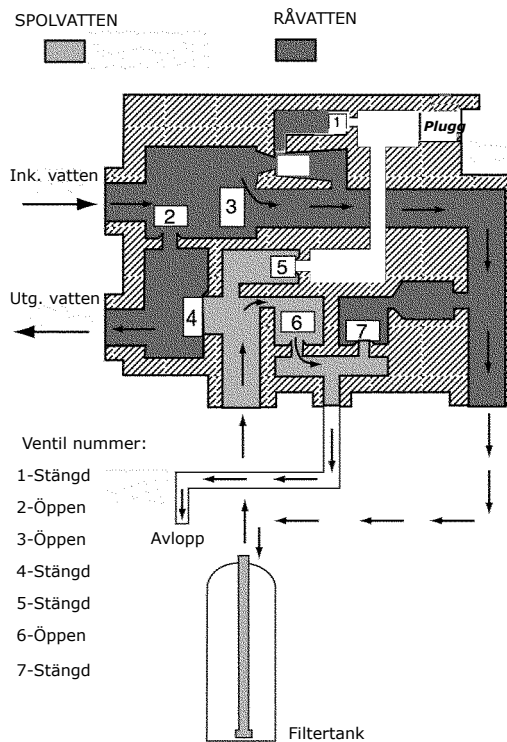 SPOLVATTEN
RÅVATTEN
1
Plugg
Ink. vatten
2
3
5
Utg. vatten
4
6
7
Ventil nummer:
1-Stängd
2-Öppen
3-Öppen
4-Stängd
5-Stängd
6-Öppen
7-Stängd
Avlopp
Filtertank